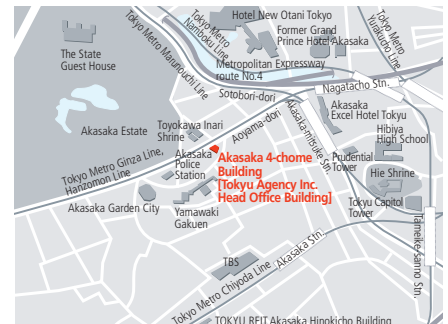 Hotel New Otani Tokyo
Former Grand
Prince Hotel Akasaka
Tokyo Metro
Namboku Line
Tokyo Metro
Yurakucho Line
The State
Guest House
Tokyo Metro Marunouchi Line
Metropolitan Expressway
route No.4
Nagatacho Stn.
Sotobori-dori
Akasaka
Excel Hotel Tokyu
Akasaka Estate
Toyokawa Inari
Shrine
Aoyama-dori
Akasaka-mitsuke Stn.
Hibiya
High School
Tokyo Metro Ginza Line,
Hanzomon Line
Akasaka
Police
Station
Akasaka 4-chome
Building
[Tokyu Agency Inc.
Head Office Building]
Prudential
Tower
Hie Shrine
Akasaka Garden City
Yamawaki
Gakuen
Tokyu Capitol
Tower
Tameike-sanno Stn.
TBS
Akasaka Stn.
Tokyo Metro Chiyoda Line
TOKYU REIT Akasaka Hinokicho Building